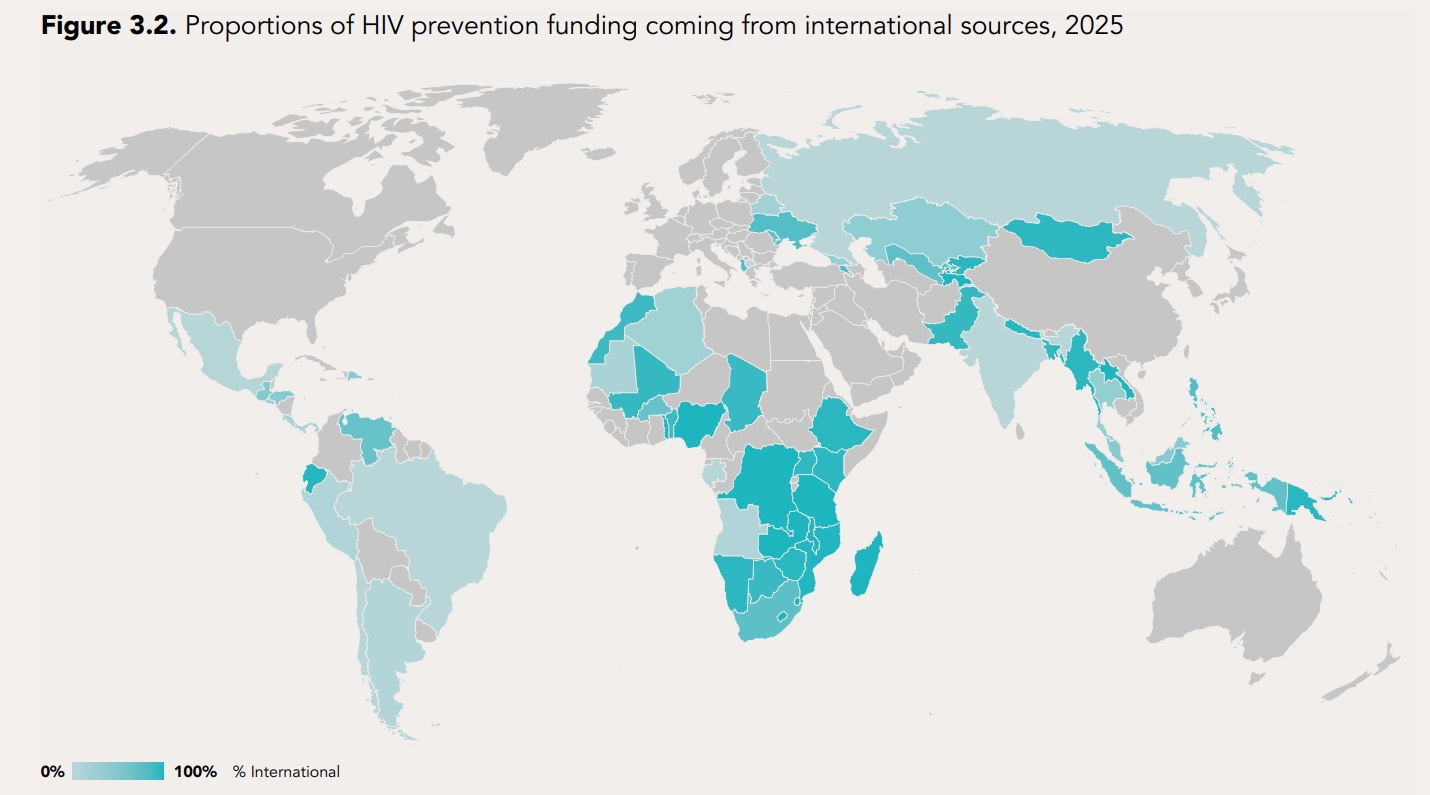 Figure 3.2. Proportions of HIV prevention funding coming from international sources, 2025
0% 100% % International